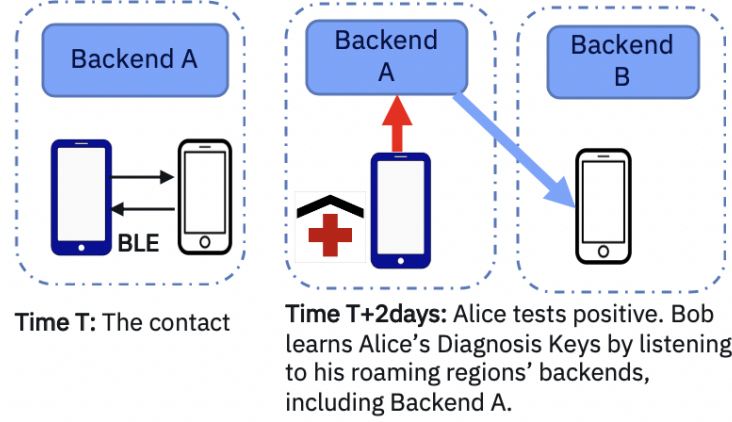 Backend A
BLE
Time T: The contact
Backend
A
Backend
B
Time T+2days: Alice tests positive. Bob
learns Alice's Diagnosis Keys by listening
to his roaming regions' backends,
including Backend A.